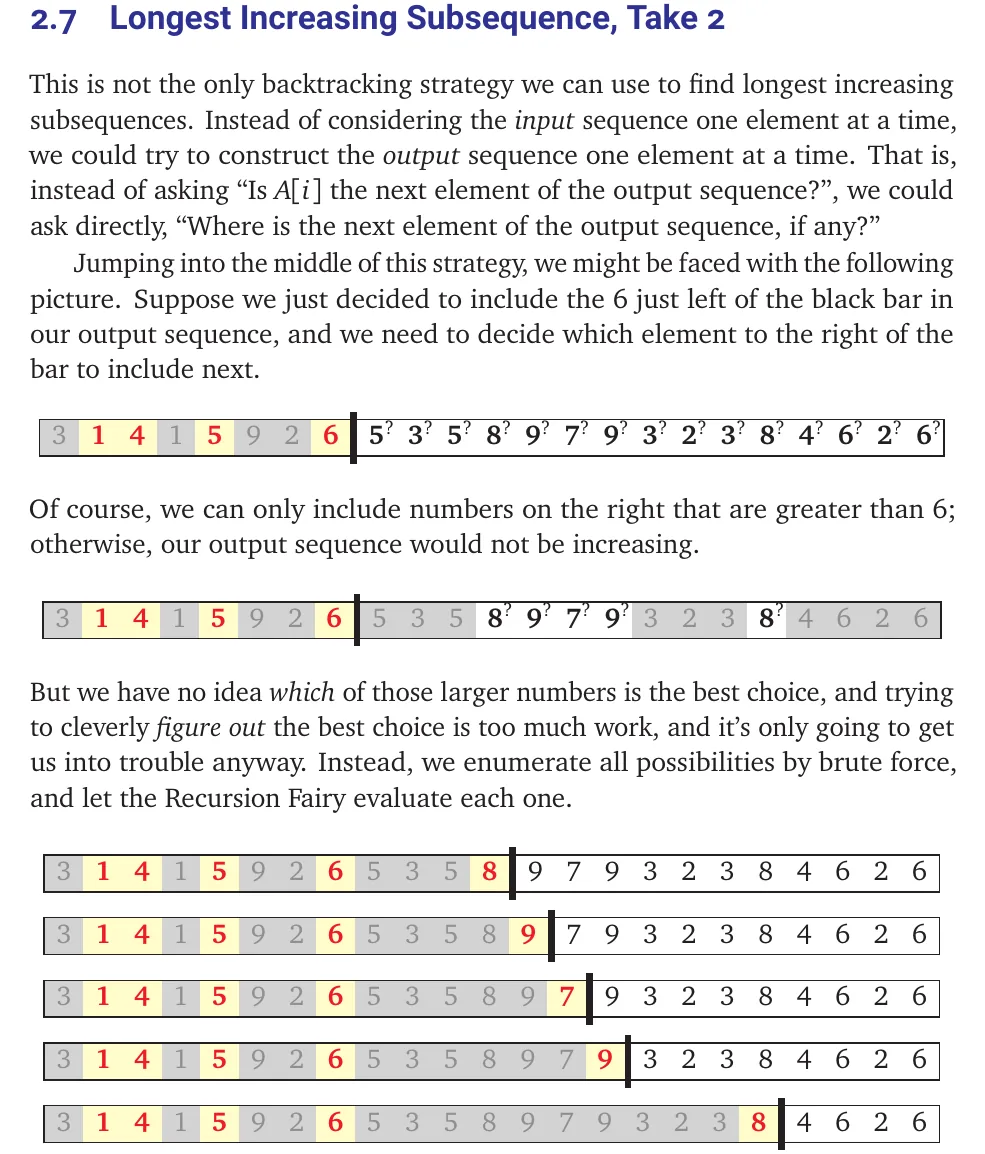 2.7 Longest Increasing Subsequence, Take 2
This is not the only backtracking strategy we can use to find longest increasing
subsequences. Instead of considering the input sequence one element at a time,
we could try to construct the output sequence one element at a time. That is,
instead of asking “Is A[i] the next element of the output sequence?”, we could
ask directly, “Where is the next element of the output sequence, if any?”
Jumping into the middle of this strategy, we might be faced with the following
picture. Suppose we just decided to include the 6 just left of the black bar in
our output sequence, and we need to decide which element to the right of the
bar to include next.
3 1 4 1 5 9 2 6 5? 3? 5? 8? 9? 7? 9? 3? 2? 3? 8? 4? 6? 2? 6?
Of course, we can only include numbers on the right that are greater than 6;
otherwise, our output sequence would not be increasing.
3 1 4 1 5 9 2 6 5 3 5 8? 9? 7? 9? 3 2 3 8? 4 6 2 6
But we have no idea which of those larger numbers is the best choice, and trying
to cleverly figure out the best choice is too much work, and it’s only going to get
us into trouble anyway. Instead, we enumerate all possibilities by brute force,
and let the Recursion Fairy evaluate each one.
3 1 4 1 5 9 2 6 5 3 5 8 9 7 9 3 2 3 8 4 6 2 6
3 1 4 1 5 9 2 6 5 3 5 8 9 7 9 3 2 3 8 4 6 2 6
3 1 4 1 5 9 2 6 5 3 5 8 9 7 9 3 2 3 8 4 6 2 6
3 1 4 1 5 9 2 6 5 3 5 8 9 7 9 3 2 3 8 4 6 2 6
3 1 4 1 5 9 2 6 5 3 5 8 9 7 9 3 2 3 8 4 6 2 6